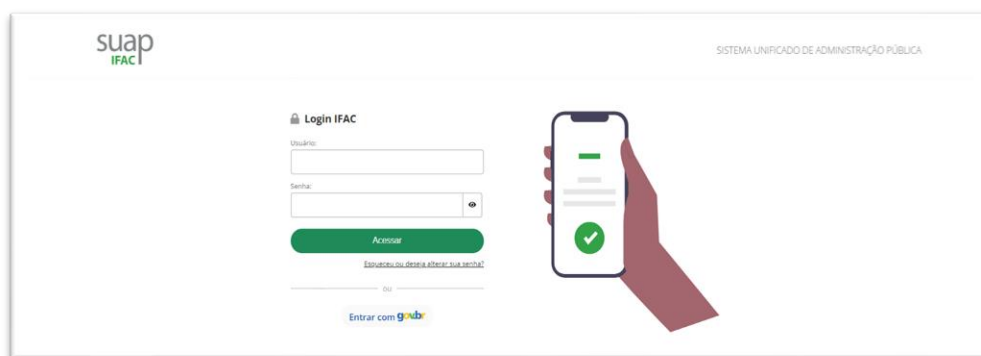 suap
IFAC
SISTEMA UNIFICADO DE ADMINISTRAÇÃO PÚBLICA
Login IFAC
Usuário:
Senha:
Acessar
Esqueceu ou deseja alterar sua senha?
ou
Entrar com gov.br